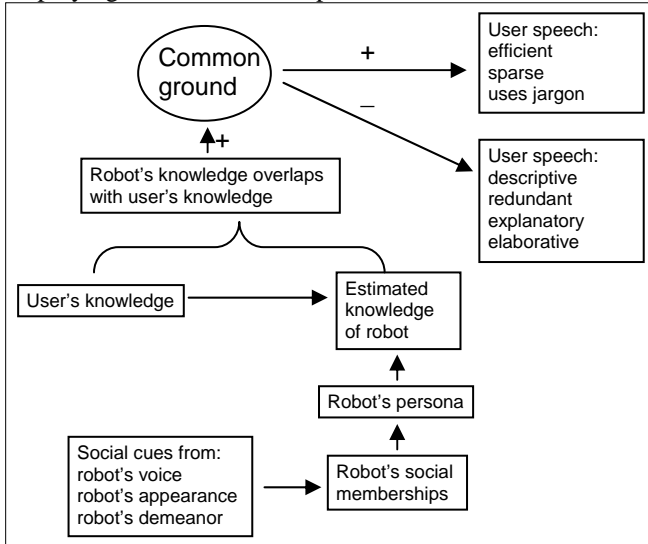 Common
ground
+
–
User speech:
efficient
sparse
uses jargon
+
Robot's knowledge overlaps
with user's knowledge
User speech:
descriptive
redundant
explanatory
elaborative
User's knowledge
Estimated
knowledge
of robot
Robot's persona
Social cues from:
robot's voice
robot's appearance
robot's demeanor
Robot's social
memberships